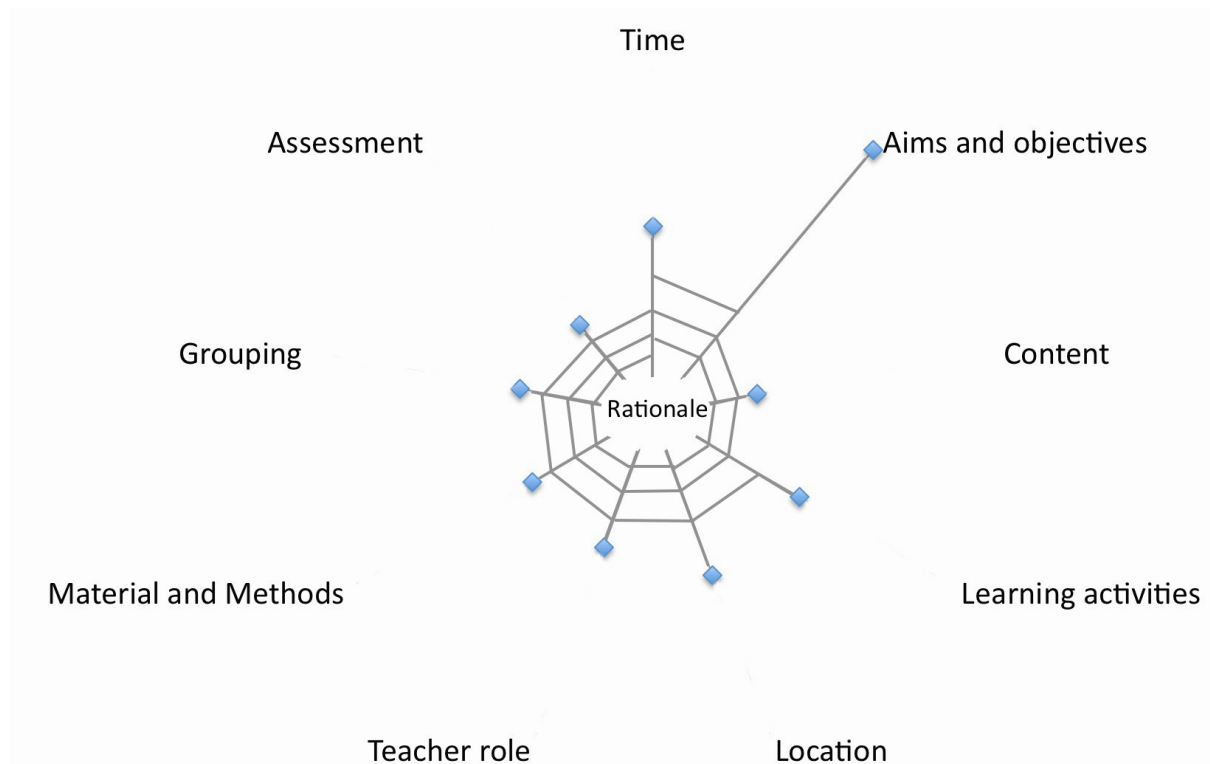 Time
Assessment
Aims and objectives
Grouping
Content
Rationale
Material and Methods
Learning activities
Teacher role
Location